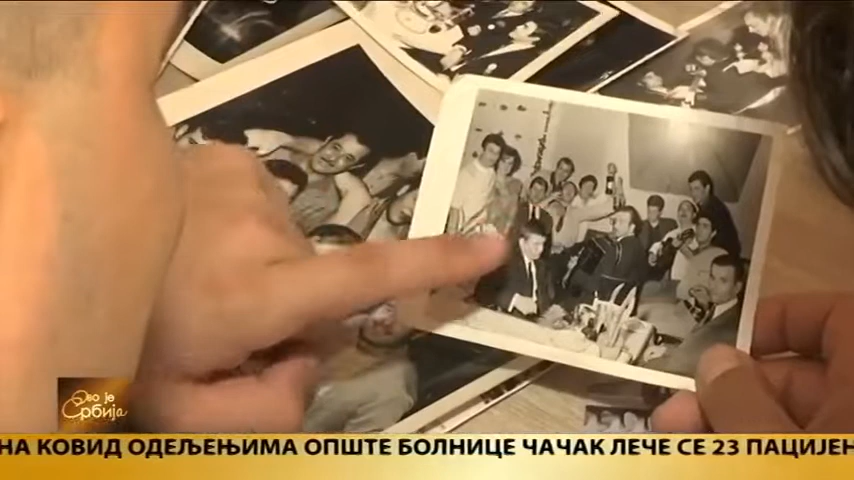 Ово је
Србија
НА КОВИД ОДЕЉЕЊИМА ОПШТЕ БОЛНИЦЕ ЧАЧАК ЛЕЧЕ СЕ 23 ПАЦИЈЕН